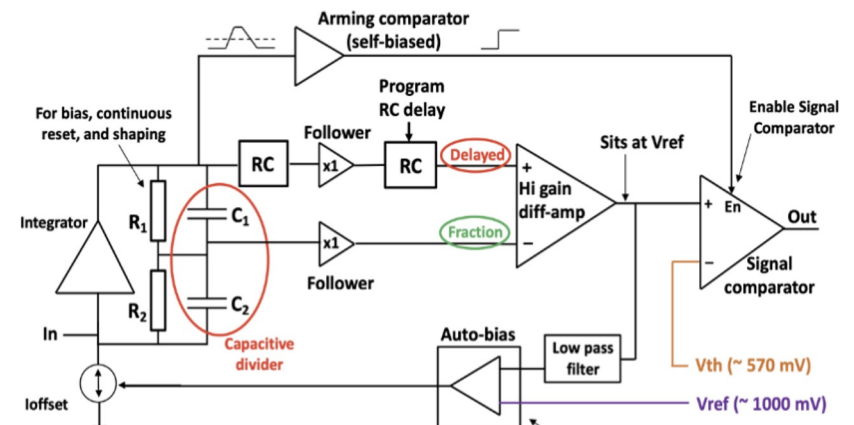 Arming comparator
(self-biased)
Program
RC delay
For bias, continuous
reset, and shaping
Follower
Enable Signal
Comparator
Sits at Vref
RC
x1
RC
Delayed
+
Hi gain
diff-amp
+ En
Integrator
R1
C1
x1
Fraction
−
Out
−
Signal
comparator
Follower
R2
C2
In
Capacitive
divider
Auto-bias
Low pass
filter
Vth (~ 570 mV)
Ioffset
Vref (~ 1000 mV)